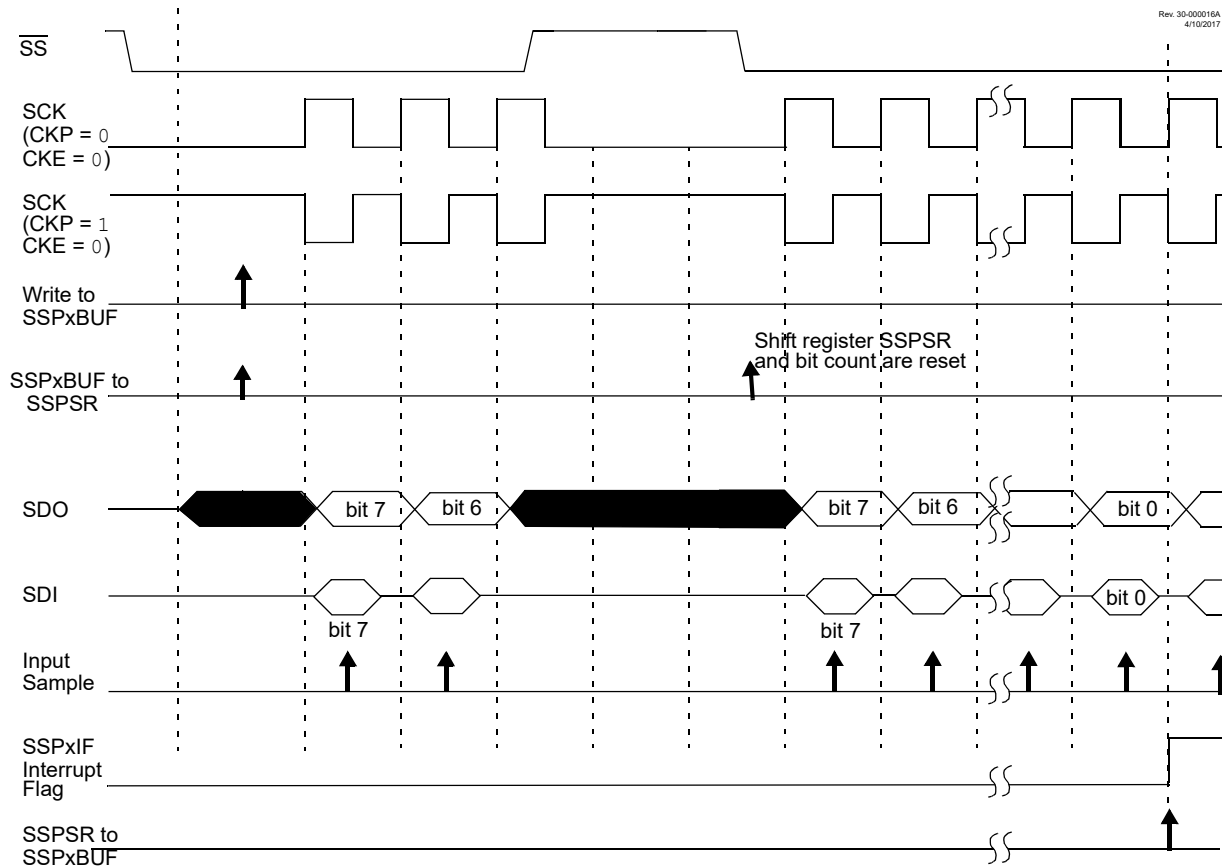 Rev. 30-000016A
4/10/2017
SS
SCK
(CKP = 0
CKE = 0)
SCK
(CKP = 1
CKE = 0)
Write to
SSPxBUF
Shift register SSPSR
and bit count are reset
SSPxBUF to
SSPSR
SDO
bit 7
bit 6
bit 7
bit 6
bit 0
SDI
bit 0
bit 7
bit 7
Input
Sample
SSPxIF
Interrupt
Flag
SSPSR to
SSPxBUF